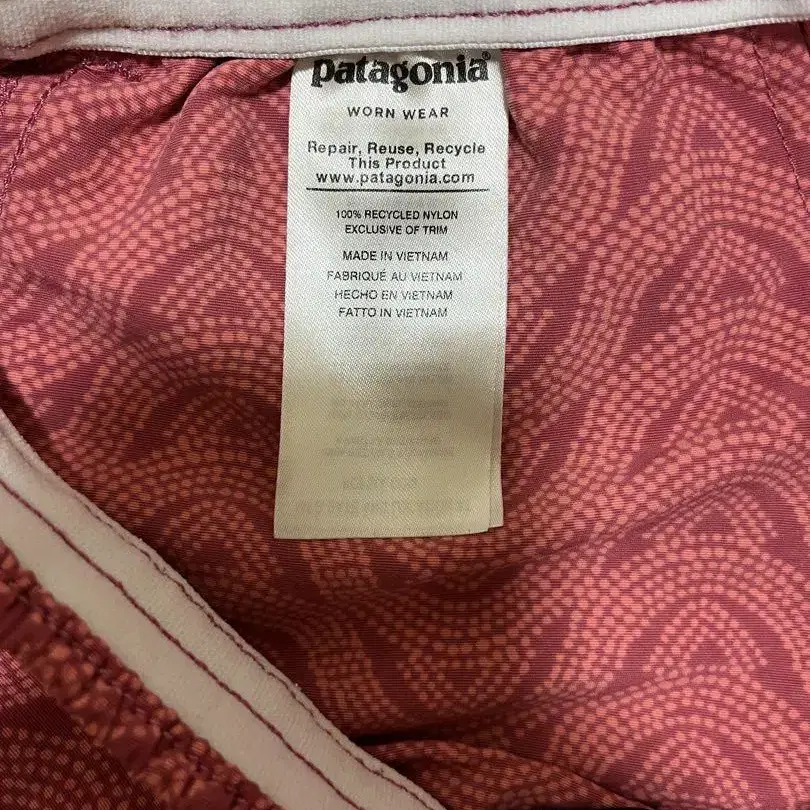 patagonia®
WORN WEAR
Repair, Reuse, Recycle
This Product
www.patagonia.com
100% RECYCLED NYLON
EXCLUSIVE OF TRIM
MADE IN VIETNAM
FABRIQUÉ AU VIETNAM
HECHO EN VIETNAM
FATTO IN VIETNAM